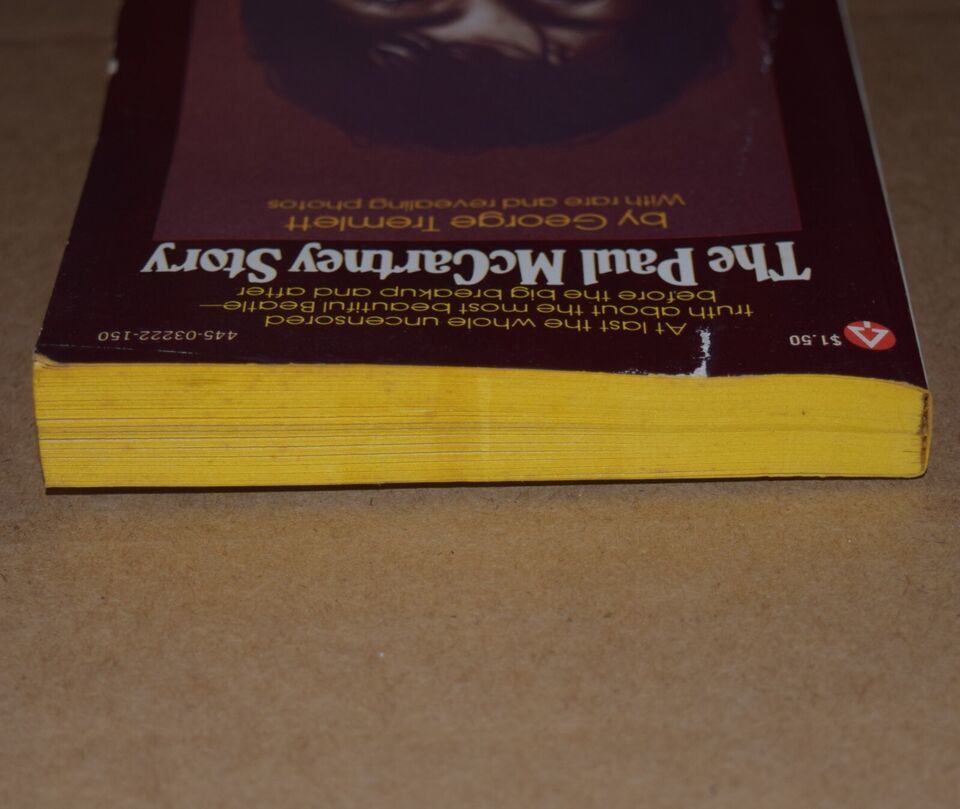 $1.50
445-03222-150
At last the whole uncensored
truth about the most beautiful Beatle—
before the big breakup and after
The Paul McCartney Story
by George Tremlett
With rare and revealing photos